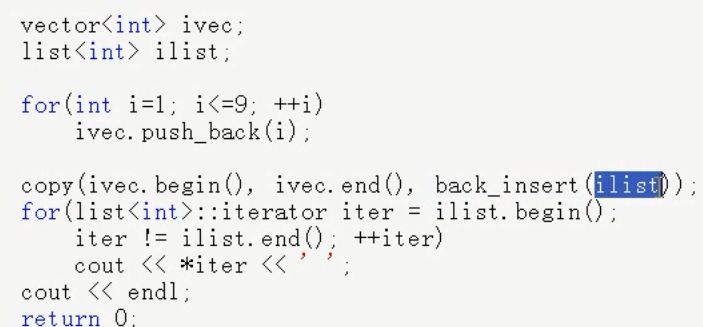 vector<int> ivec;
list<int> ilist;
for(int i=1; i<=9; ++i)
ivec.push_back(i);
copy(ivec.begin(), ivec.end(), back_insert(ilist));
for(list<int>::iterator iter = ilist.begin();
iter != ilist.end(); ++iter)
cout << *iter << ' ';
cout << endl;
return 0;